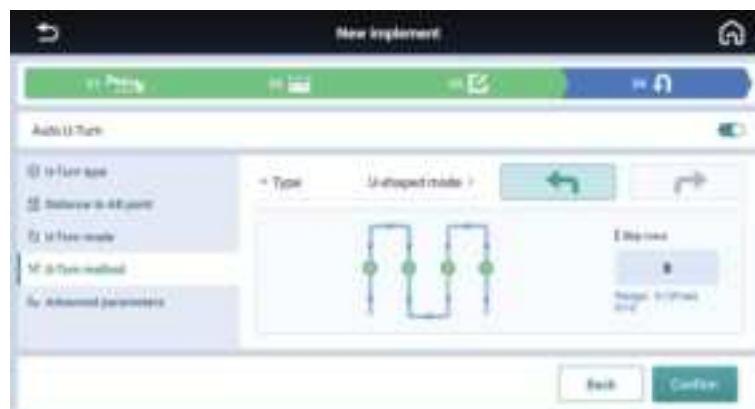 New implement
Auto U Turn
U-Turn type
Distance to AB point
U-Turn mode
U-Turn method
Advanced parameters
Type
U-shaped mode
Skip rows
Back
Confirm